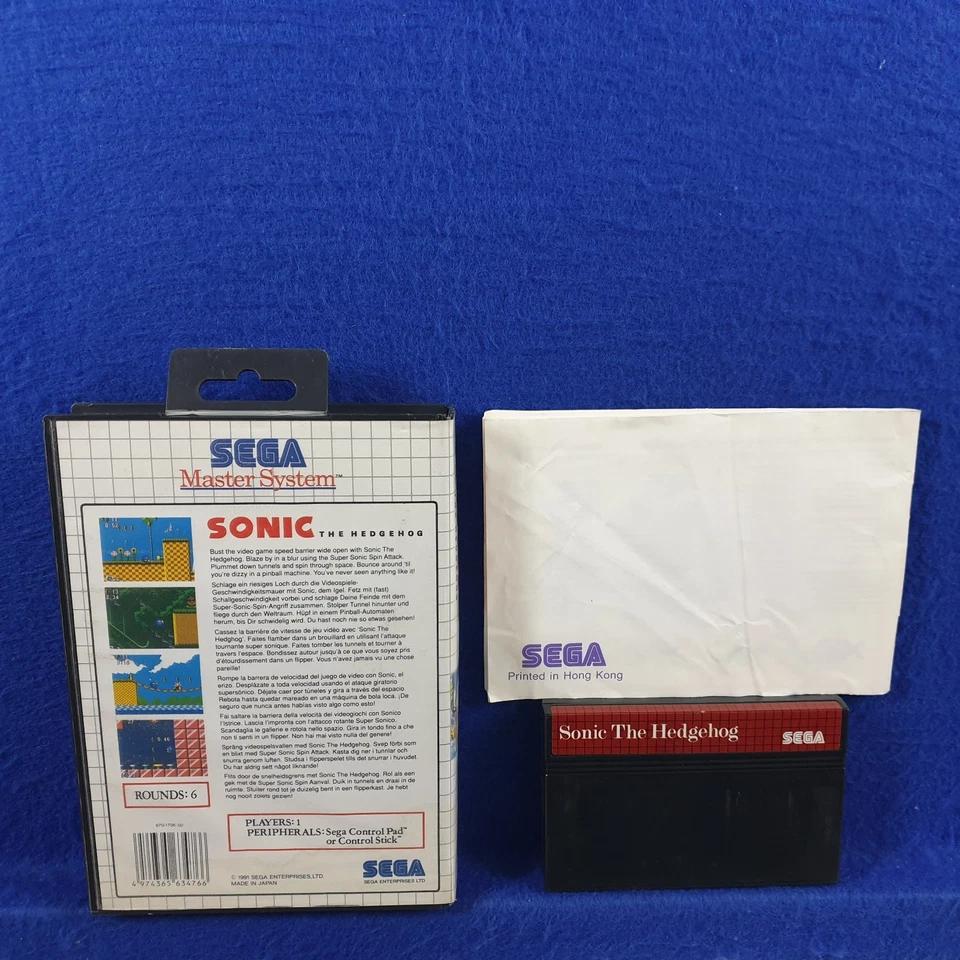 SEGA
Master System™
SONIC THE HEDGEHOG
Bust the video game speed barrier wide open with Sonic The
Hedgehog. Blaze by in a blur using the Super Sonic Spin Attack.
Plummet down tunnels and spin through space. Bounce around 'til
you're dizzy in a pinball machine. You've never seen anything like it!
Schlage ein riesiges Loch durch die Videospiele-
Geschwindigkeitsmauer mit Sonic, dem Igel. Fetz mit (fast)
Schallgeschwindigkeit vorbei und schlage Deine Feinde mit dem
Super-Sonic-Spin-Angriff zusammen. Stolper Tunnel hinunter und
fliege durch den Weltraum. Hüpf in einem Pinball-Automaten
herum, bis Dir schwindelig wird. Du hast noch nie so etwas gesehen!
Cassez la barrière de vitesse de jeu vidéo avec 'Sonic The
Hedghog'. Faites flamber dans un brouillard en utilisant l'attaque
tournante super sonique. Faites tomber les tunnels et tourner à
travers l'espace. Bondissez autour jusqu'à ce que vous soyez pris
d'étourdissement dans un flipper. Vous n'avez jamais vu une chose
pareille!
Rompe la barrera de velocidad del juego de video con Sonic, el
erizo. Desplázate a toda velocidad usando el ataque giratorio
supersónico. Déjate caer por túneles y gira a través del espacio.
Rebota hasta quedar mareado en una máquina de bola loca. ¡De
seguro que nunca antes habías visto algo como esto!
Fai saltare la barriera della velocità dei videogiochi con Sonico
l'Istrice. Lascia l'impronta con l'attacco rotante Super Sonico.
Scandaglia le gallerie e rotola nello spazio. Gira in tondo fino a che
non ti senti in un flipper. Non hai mai visto nulla del genere!
Spräng videospelsvallen med Sonic The Hedgehog. Svep förbi som
en blixt med Super Sonic Spin Attack. Kasta dig ner i tunnlar och
snurra genom luften. Studsa i flipperspelet tills det snurrar i huvudet.
Du har aldrig sett något liknande!
Flits door de snelheidsgrens met Sonic The Hedgehog. Rol als een
gek met de Super Sonic Spin Aanval. Duik in tunnels en draai in de
ruimte. Stuiter rond tot je duizelig bent in een flipperkast. Je hebt
nog nooit zoiets gezien!
ROUNDS: 6
PLAYERS: 1
PERIPHERALS: Sega Control Pad™
or Control Stick™
4 974365 634766
© 1991 SEGA ENTERPRISES, LTD.
MADE IN JAPAN
SEGA
SEGA ENTERPRISES LTD
SEGA
Printed in Hong Kong
Sonic The Hedgehog
SEGA